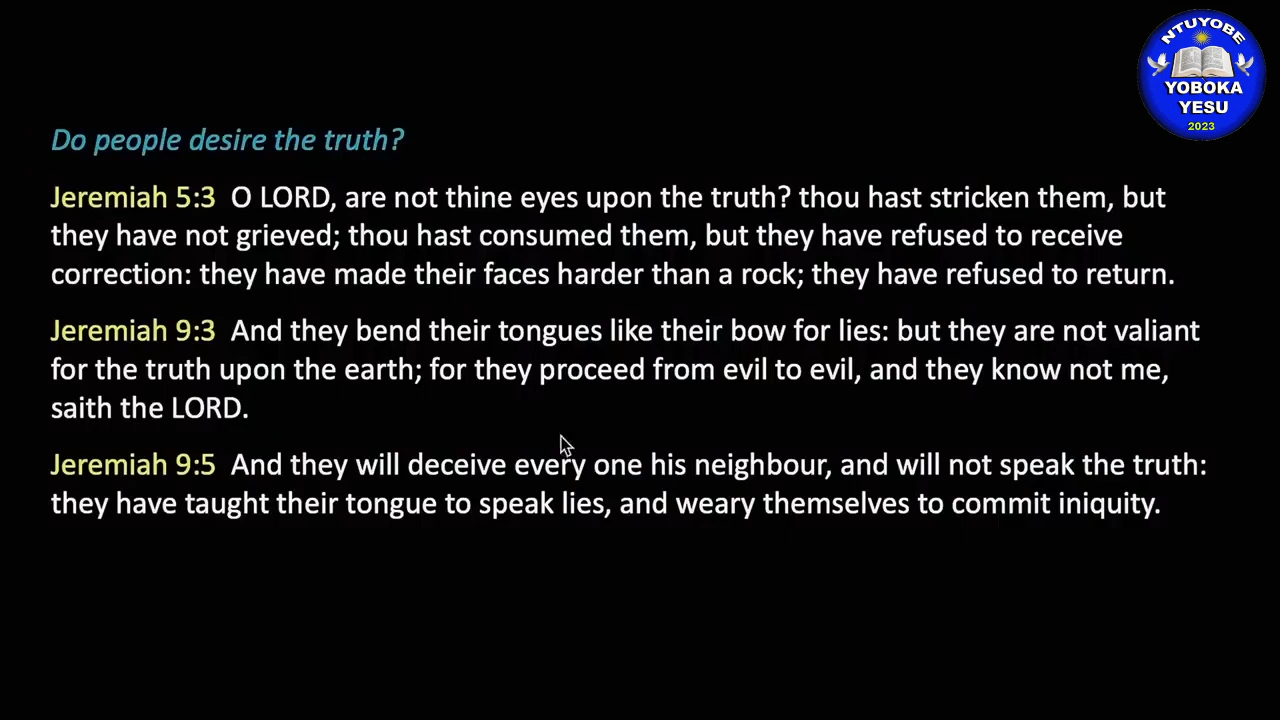 NTUYOBE
YOBOKA
YESU
2023
Do people desire the truth?
Jeremiah 5:3 O LORD, are not thine eyes upon the truth? thou hast stricken them, but
they have not grieved; thou hast consumed them, but they have refused to receive
correction: they have made their faces harder than a rock; they have refused to return.
Jeremiah 9:3 And they bend their tongues like their bow for lies: but they are not valiant
for the truth upon the earth; for they proceed from evil to evil, and they know not me,
saith the LORD.
Jeremiah 9:5 And they will deceive every one his neighbour, and will not speak the truth:
they have taught their tongue to speak lies, and weary themselves to commit iniquity.